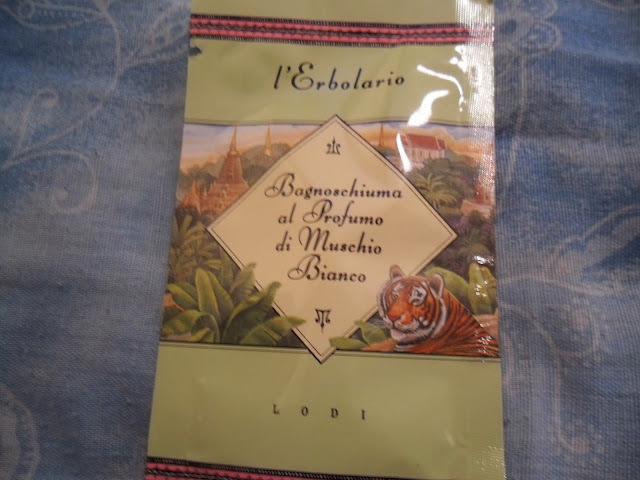 l'Erbolario
Bagnoschiuma
al Profumo
di Muschio
Bianco
LODI